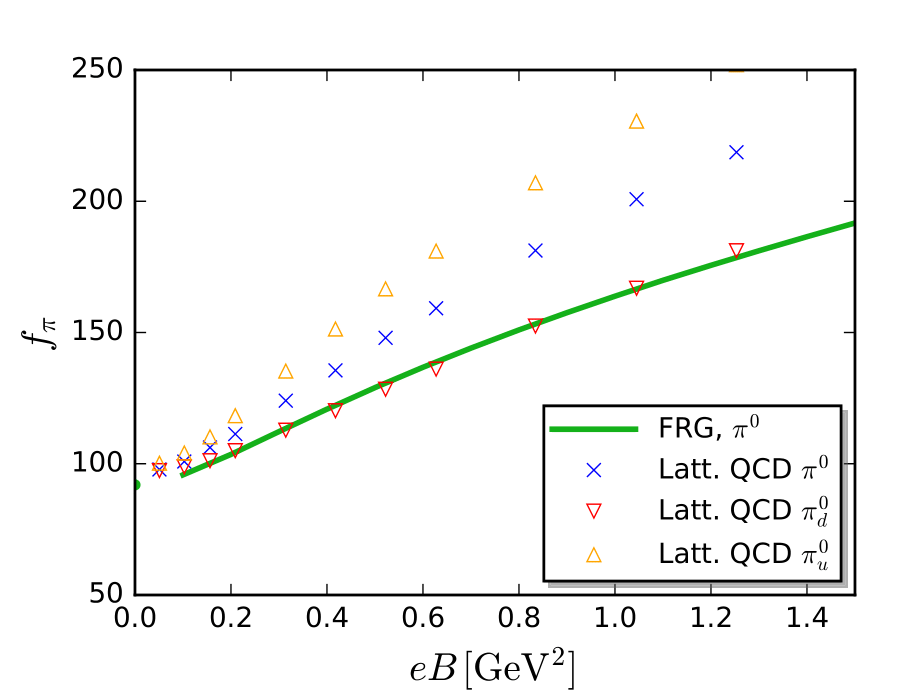 250
200
150
100
50
0.0 0.2 0.4 0.6 0.8 1.0 1.2 1.4
f_π
eB [GeV²]
FRG, π⁰
Latt. QCD π⁰
Latt. QCD π⁰_d
Latt. QCD π⁰_u